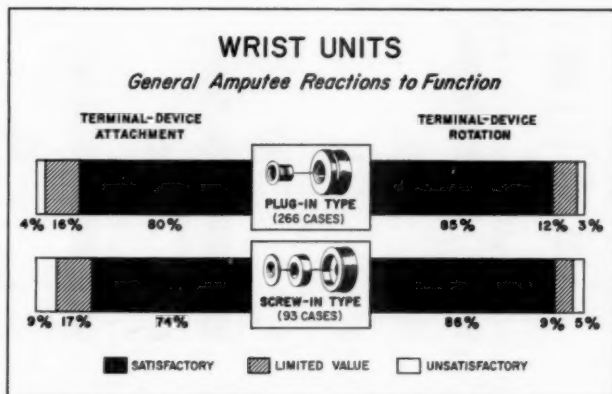 WRIST UNITS
General Amputee Reactions to Function
TERMINAL-DEVICE
ATTACHMENT
TERMINAL-DEVICE
ROTATION
PLUG-IN TYPE
(266 CASES)
4% 16% 80% 85% 12% 3%
SCREW-IN TYPE
(93 CASES)
9% 17% 74% 86% 9% 5%
SATISFACTORY LIMITED VALUE UNSATISFACTORY